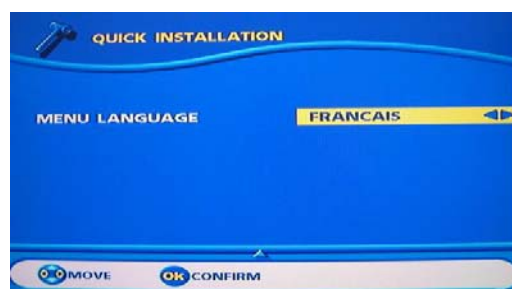 QUICK INSTALLATION
MENU LANGUAGE FRANCAIS
MOVE OK CONFIRM